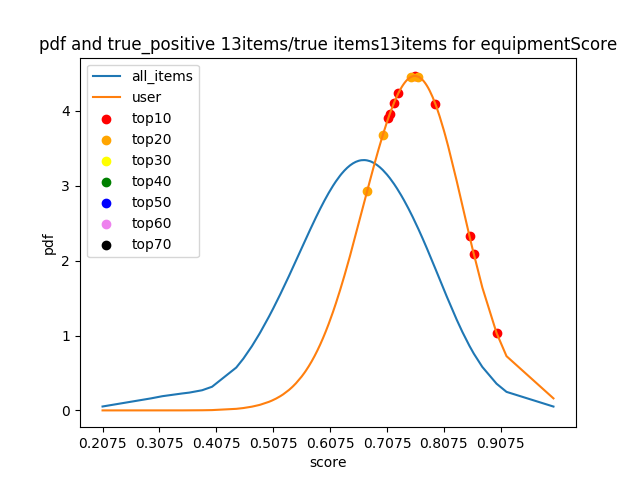 pdf and true_positive 13items/true items13items for equipmentScore
all_items
user
top10
top20
top30
top40
top50
top60
top70
pdf
4
3
2
1
0
0.2075 0.3075 0.4075 0.5075 0.6075 0.7075 0.8075 0.9075
score